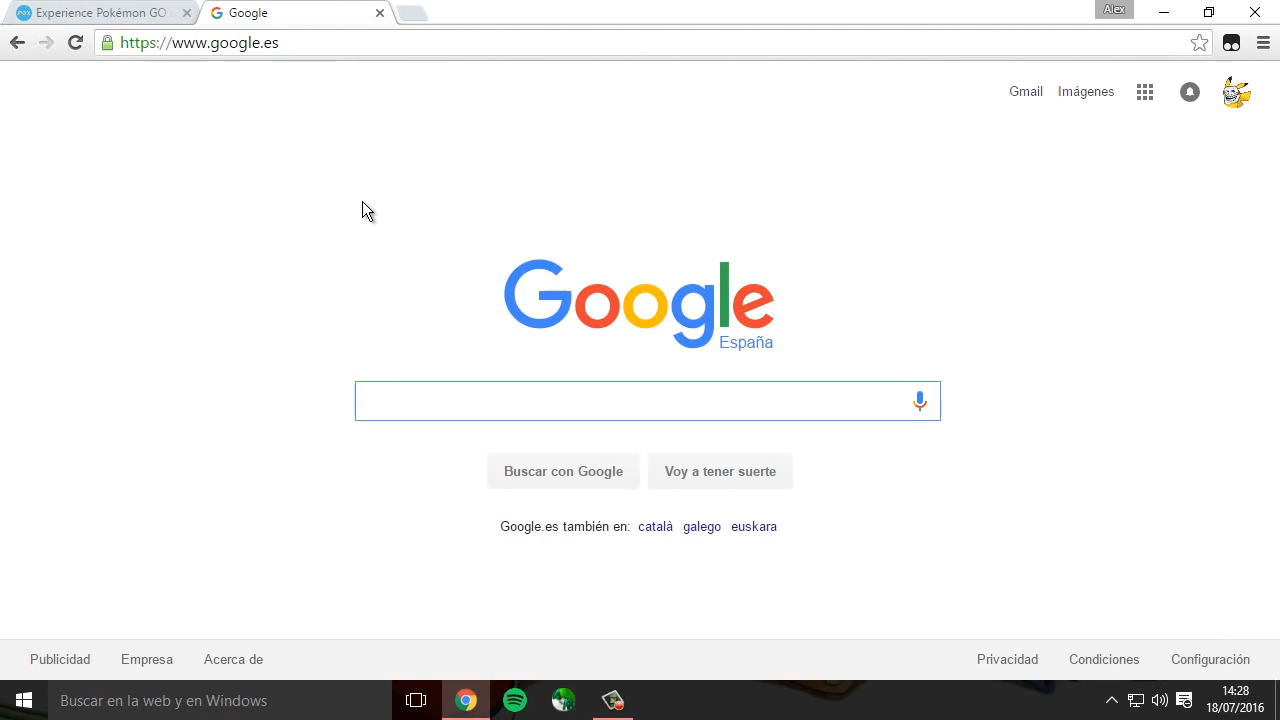 Experience Pokémon GO
Google
Alex
https://www.google.es
Gmail Imágenes
Google
España
Buscar con Google Voy a tener suerte
Google.es también en: català galego euskara
Publicidad Empresa Acerca de Privacidad Condiciones Configuración
Buscar en la web y en Windows
14:28
18/07/2016